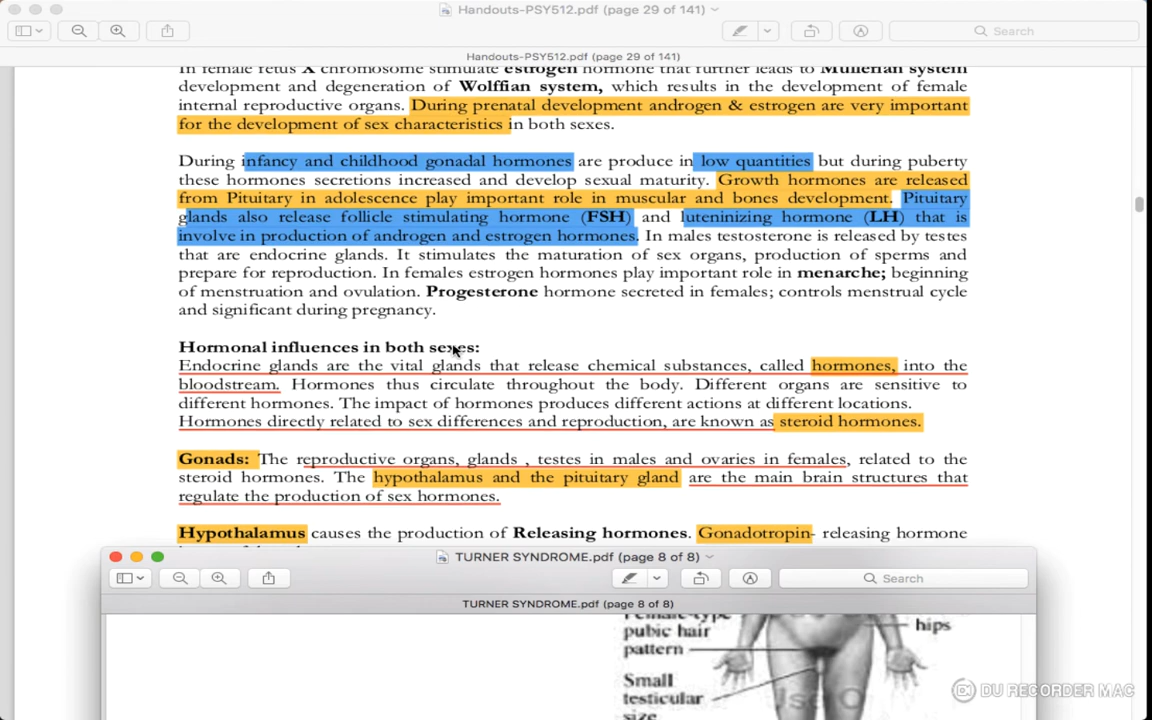 Handouts-PSY512.pdf (page 29 of 141)
Search
Handouts-PSY512.pdf (page 29 of 141)
In female fetus X chromosome stimulate estrogen hormone that further leads to Mullerian system
development and degeneration of Wolffian system, which results in the development of female
internal reproductive organs. During prenatal development androgen & estrogen are very important
for the development of sex characteristics in both sexes.
During infancy and childhood gonadal hormones are produce in low quantities but during puberty
these hormones secretions increased and develop sexual maturity. Growth hormones are released
from Pituitary in adolescence play important role in muscular and bones development. Pituitary
glands also release follicle stimulating hormone (FSH) and luteninizing hormone (LH) that is
involve in production of androgen and estrogen hormones. In males testosterone is released by testes
that are endocrine glands. It stimulates the maturation of sex organs, production of sperms and
prepare for reproduction. In females estrogen hormones play important role in menarche; beginning
of menstruation and ovulation. Progesterone hormone secreted in females; controls menstrual cycle
and significant during pregnancy.
Hormonal influences in both sexes:
Endocrine glands are the vital glands that release chemical substances, called hormones, into the
bloodstream. Hormones thus circulate throughout the body. Different organs are sensitive to
different hormones. The impact of hormones produces different actions at different locations.
Hormones directly related to sex differences and reproduction, are known as steroid hormones.
Gonads: The reproductive organs, glands , testes in males and ovaries in females, related to the
steroid hormones. The hypothalamus and the pituitary gland are the main brain structures that
regulate the production of sex hormones.
Hypothalamus causes the production of Releasing hormones. Gonadotropin- releasing hormone
TURNER SYNDROME.pdf (page 8 of 8)
Search
TURNER SYNDROME.pdf (page 8 of 8)
Female-type
pubic hair
pattern
hips
Small
testicular
size
DU RECORDER MAC